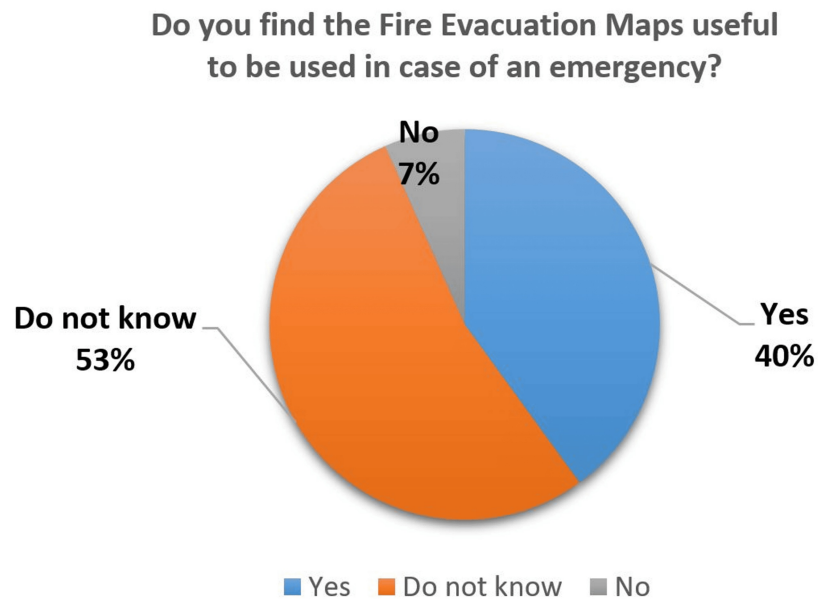 Do you find the Fire Evacuation Maps useful
to be used in case of an emergency?
No
7%
Do not know
53%
Yes
40%
Yes Do not know No